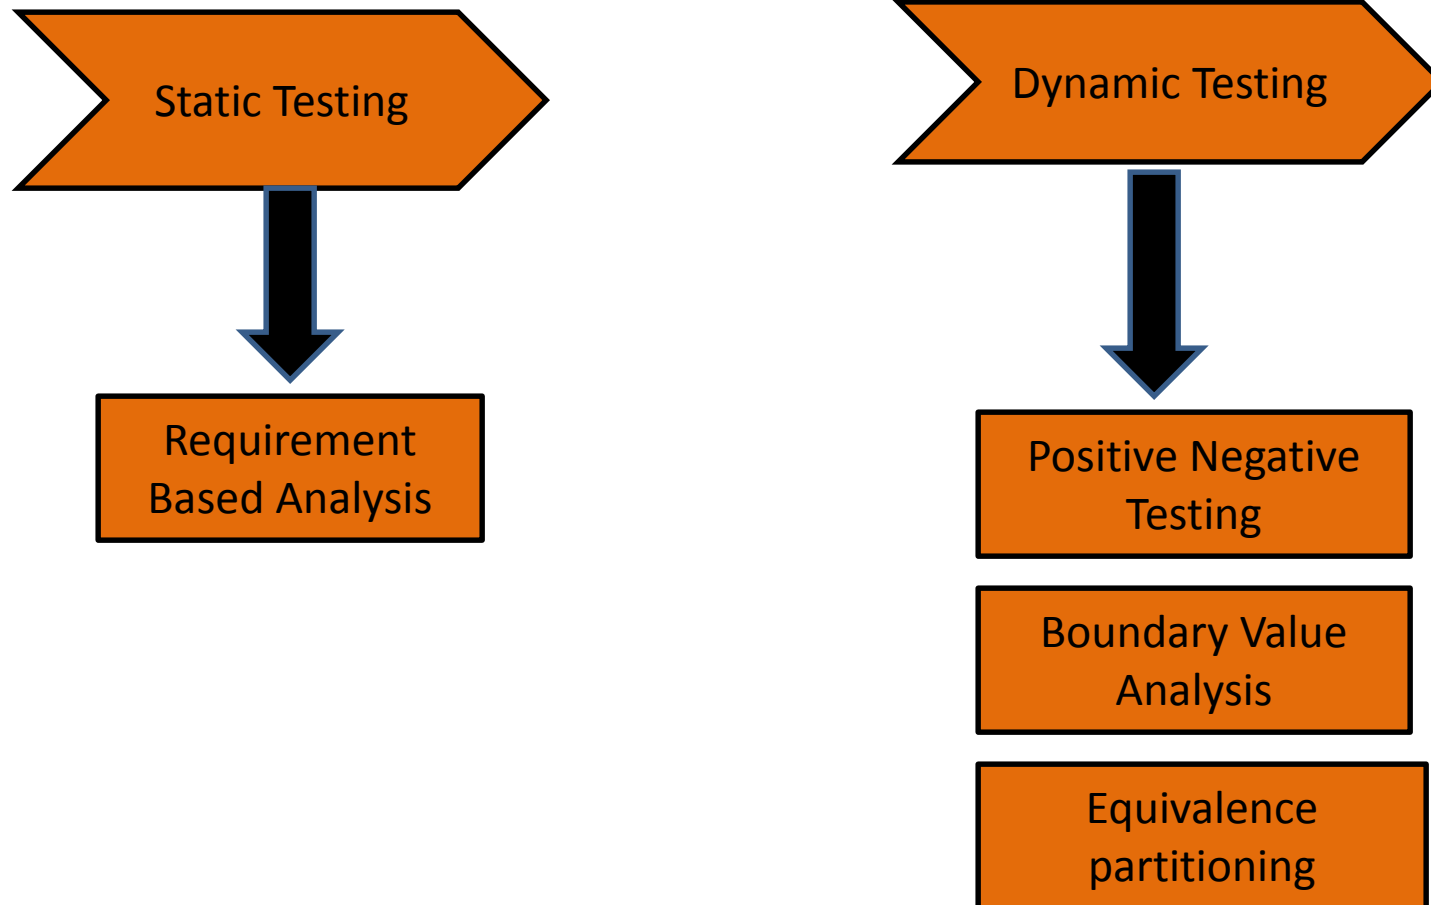 Static Testing
Dynamic Testing
Requirement
Based Analysis
Positive Negative
Testing
Boundary Value
Analysis
Equivalence
partitioning